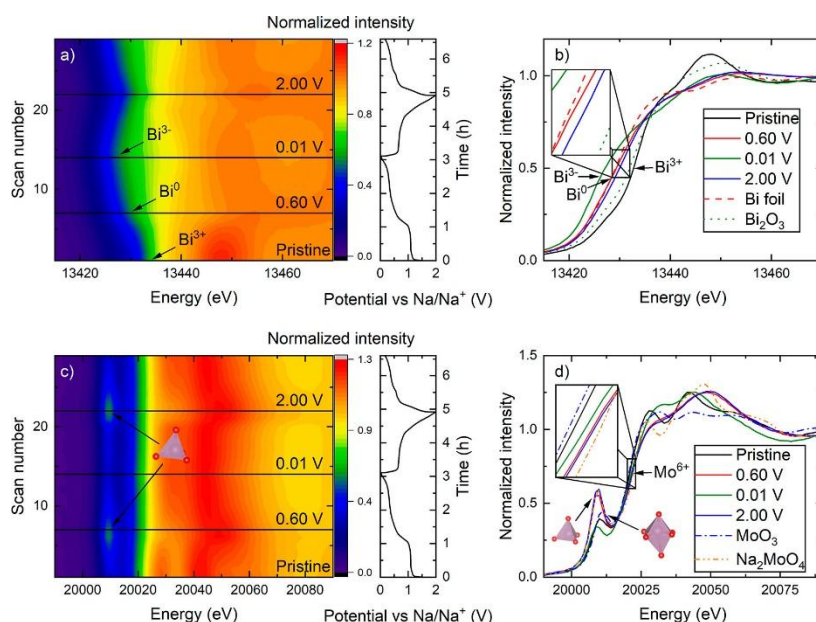 Normalized intensity
a)
2.00 V
Bi³⁻
0.01 V
Bi⁰
0.60 V
Bi³⁺
Pristine
Scan number
10
20
13420 13440 13460
Energy (eV)
0.0
0.4
0.8
1.2
0 1 2
Potential vs Na/Na⁺ (V)
0
1
2
3
4
5
6
Time (h)
b)
Normalized intensity
0.0
0.5
1.0
Bi³⁻
Bi⁰
Bi³⁺
Pristine
0.60 V
0.01 V
2.00 V
Bi foil
Bi₂O₃
13420 13440 13460
Energy (eV)
Normalized intensity
c)
2.00 V
0.01 V
0.60 V
Pristine
Scan number
10
20
20000 20020 20040 20060 20080
Energy (eV)
0.0
0.4
0.9
1.3
0 1 2
Potential vs Na/Na⁺ (V)
0
1
2
3
4
5
6
Time (h)
d)
Normalized intensity
0.0
0.5
1.0
1.5
Mo⁶⁺
Pristine
0.60 V
0.01 V
2.00 V
MoO₃
Na₂MoO₄
20000 20025 20050 20075
Energy (eV)